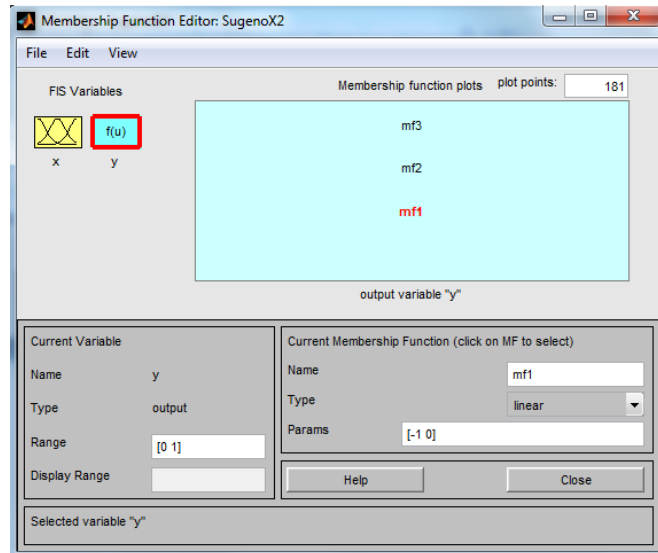 Membership Function Editor: SugenoX2
File Edit View
FIS Variables
Membership function plots plot points: 181
f(u)
x y
mf3
mf2
mf1
output variable "y"
Current Variable
Name y
Type output
Range [0 1]
Display Range
Current Membership Function (click on MF to select)
Name mf1
Type linear
Params [-1 0]
Help Close
Selected variable "y"